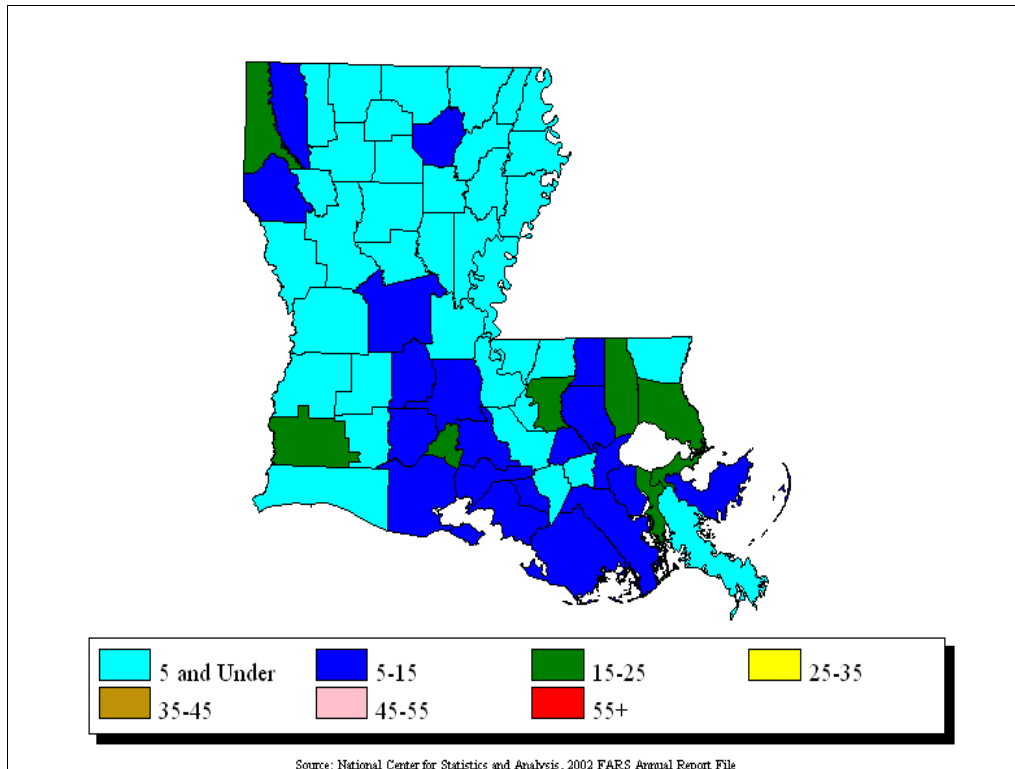 5 and Under 5-15 15-25 25-35
35-45 45-55 55+
Source: National Center for Statistics and Analysis, 2002 FARS Annual Report File